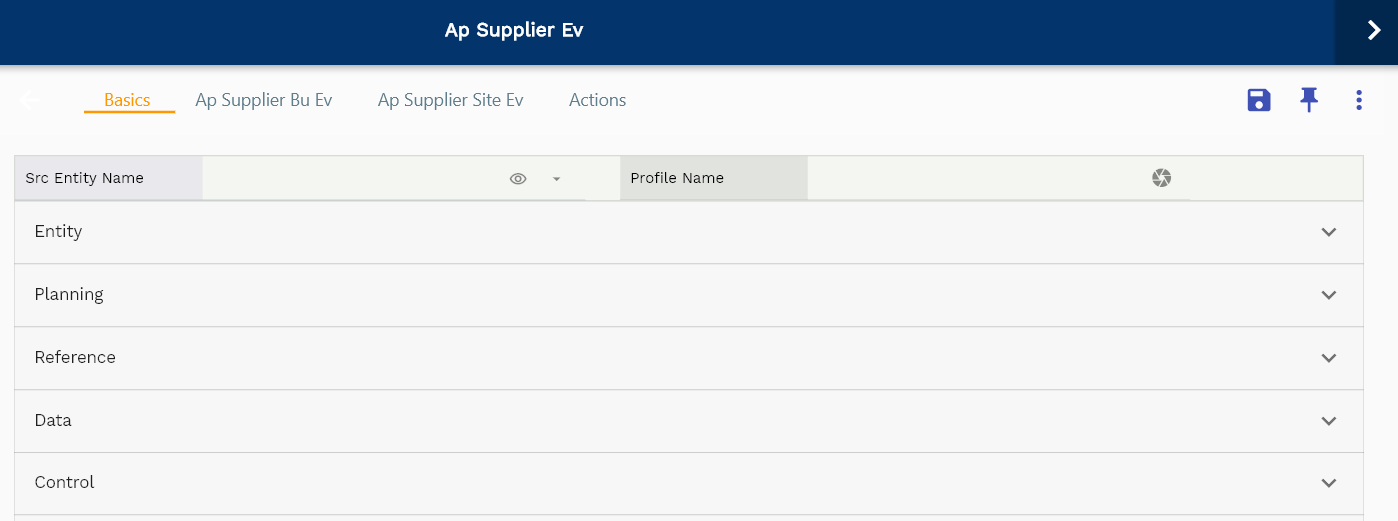 Ap Supplier Ev
Basics Ap Supplier Bu Ev Ap Supplier Site Ev Actions
Src Entity Name Profile Name
Entity
Planning
Reference
Data
Control